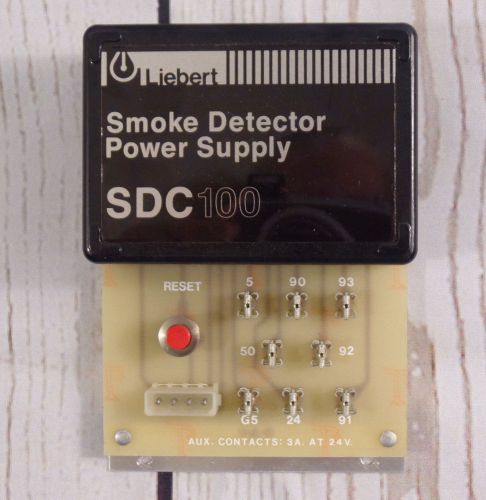 Liebert
Smoke Detector
Power Supply
SDC100
RESET
5 90 93
50 92
G5 24 91
AUX. CONTACTS: 3A. AT 24V.